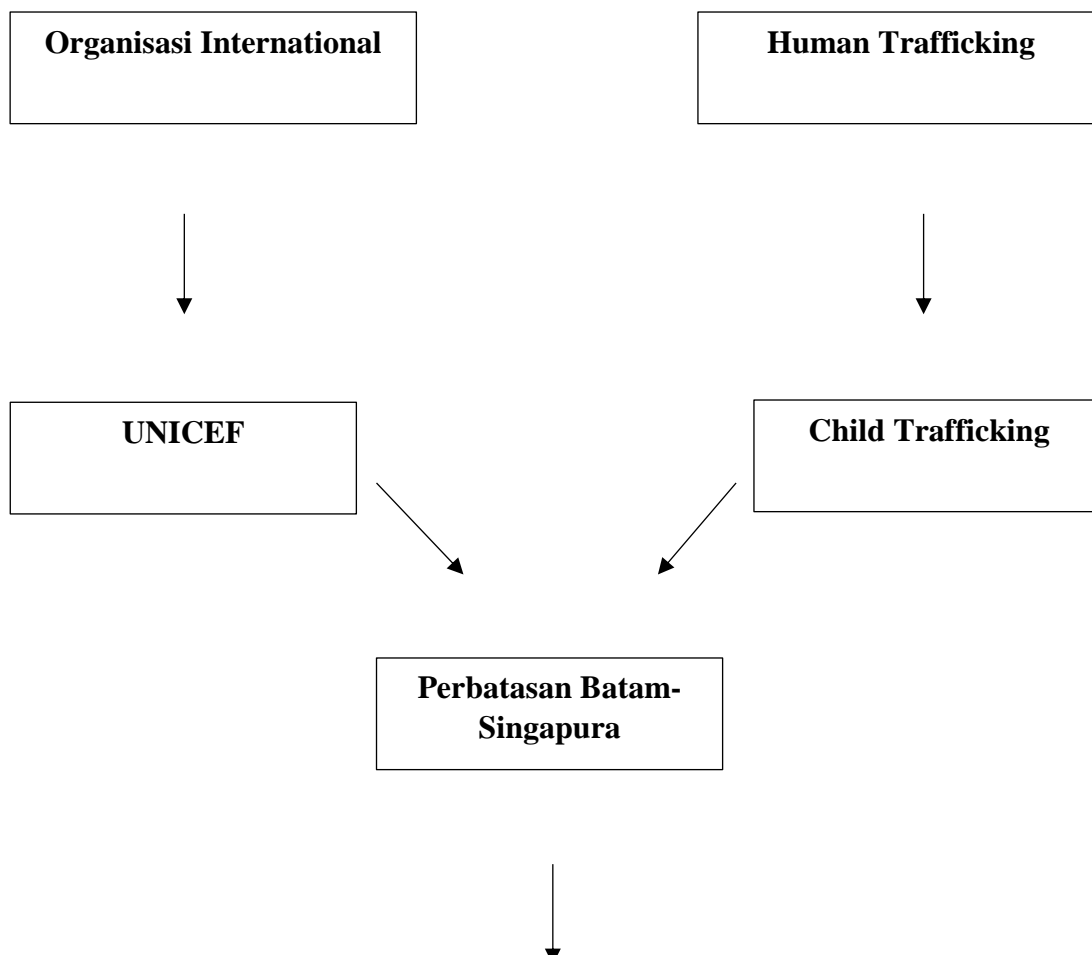 Organisasi International
Human Trafficking
UNICEF
Child Trafficking
Perbatasan Batam-
Singapura